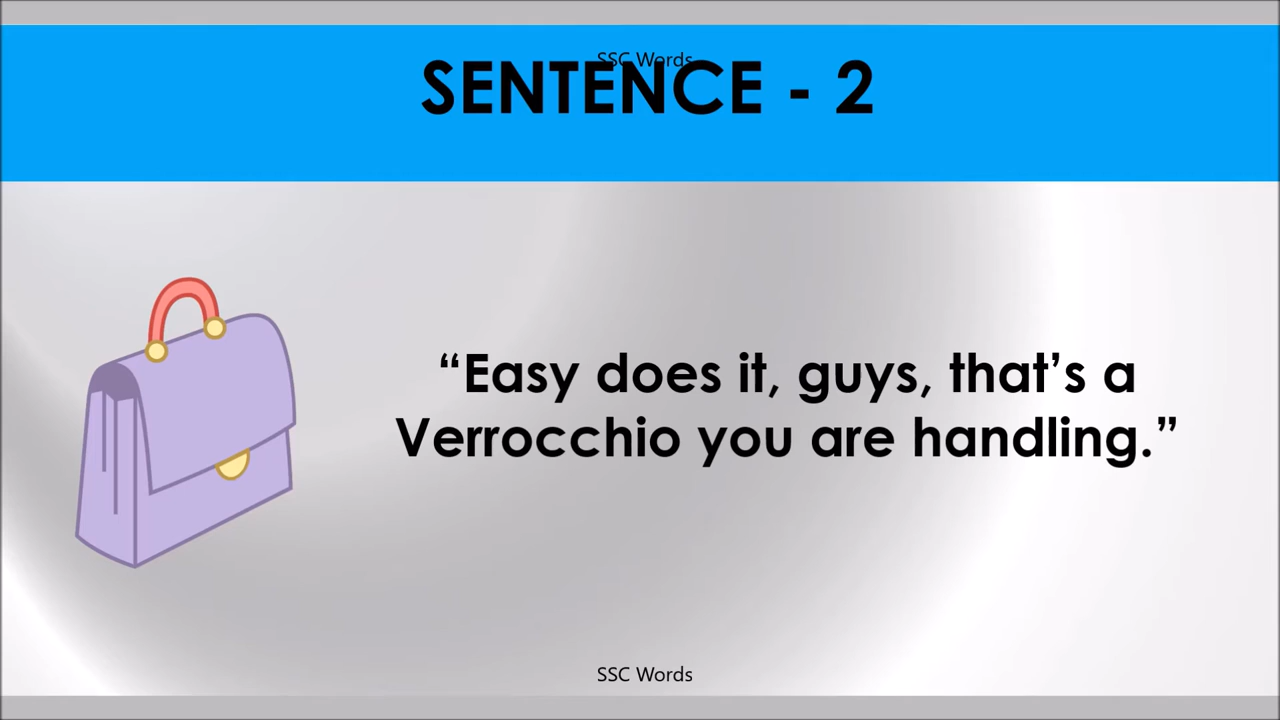 SSC Words
SENTENCE - 2
“Easy does it, guys, that’s a
Verrocchio you are handling.”
SSC Words